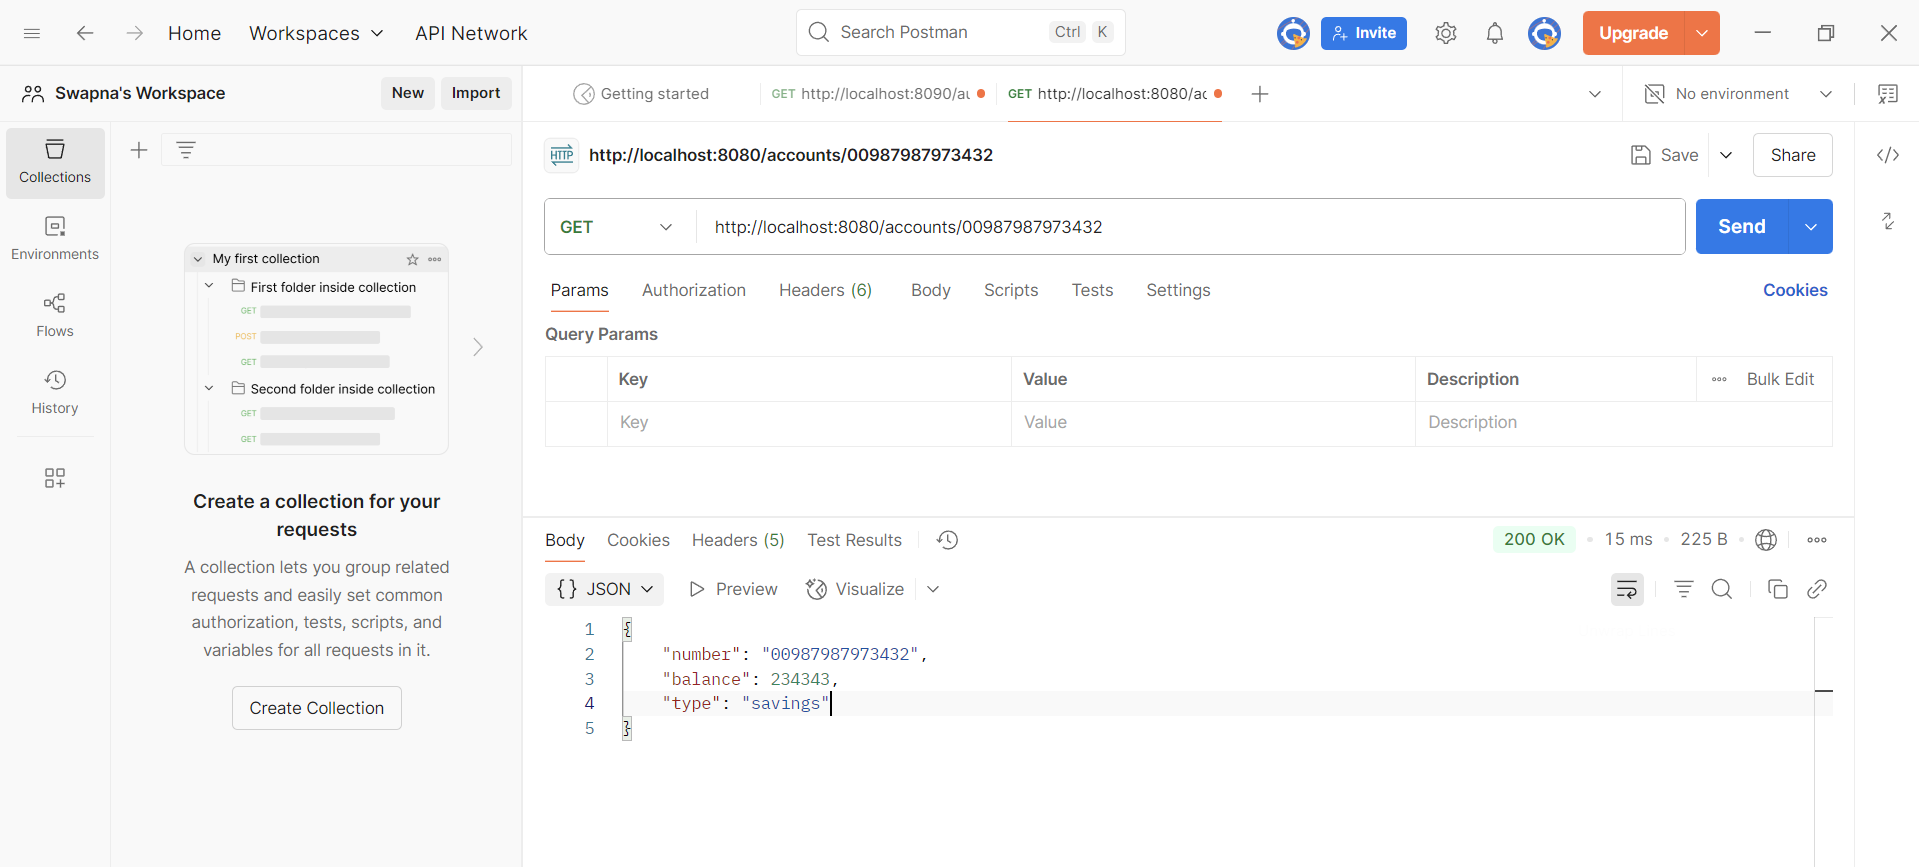 Home Workspaces API Network Search Postman Ctrl K Invite Upgrade
Swapna's Workspace New Import
Getting started GET http://localhost:8090/au GET http://localhost:8080/ac No environment
Collections
Environments
Flows
History
My first collection
First folder inside collection
GET
POST
GET
Second folder inside collection
GET
GET
Create a collection for your
requests
A collection lets you group related
requests and easily set common
authorization, tests, scripts, and
variables for all requests in it.
Create Collection
HTTP http://localhost:8080/accounts/00987987973432 Save Share
GET http://localhost:8080/accounts/00987987973432 Send
Params Authorization Headers (6) Body Scripts Tests Settings Cookies
Query Params
Key Value Description Bulk Edit
Key Value Description
Body Cookies Headers (5) Test Results 200 OK 15 ms 225 B
{} JSON Preview Visualize
1 {
2 "number": "00987987973432",
3 "balance": 234343,
4 "type": "savings"
5 }